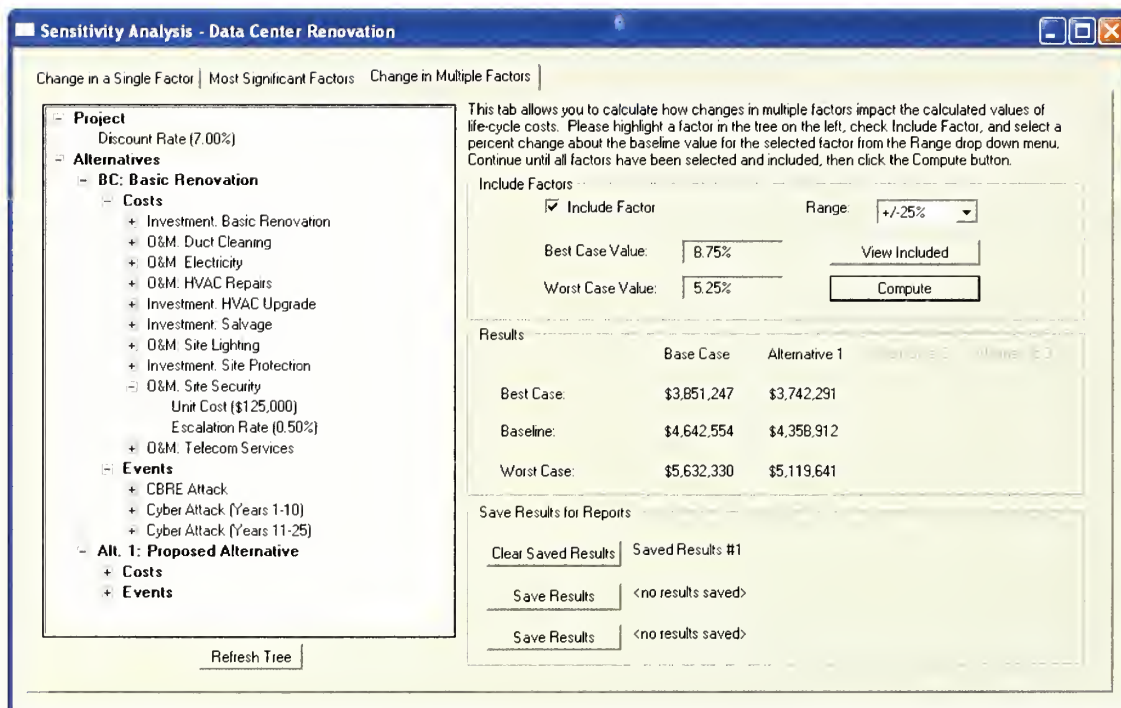 Sensitivity Analysis - Data Center Renovation
Change in a Single Factor
Most Significant Factors
Change in Multiple Factors
Project
Discount Rate (7.00%)
Alternatives
BC: Basic Renovation
Costs
Investment. Basic Renovation
O&M. Duct Cleaning
O&M. Electricity
O&M. HVAC Repairs
Investment. HVAC Upgrade
Investment. Salvage
O&M. Site Lighting
Investment. Site Protection
O&M. Site Security
Unit Cost ($125,000)
Escalation Rate (0.50%)
O&M. Telecom Services
Events
CBRE Attack
Cyber Attack (Years 1-10)
Cyber Attack (Years 11-25)
Alt. 1: Proposed Alternative
Costs
Events
Refresh Tree
This tab allows you to calculate how changes in multiple factors impact the calculated values of
life-cycle costs. Please highlight a factor in the tree on the left, check Include Factor, and select a
percent change about the baseline value for the selected factor from the Range drop down menu.
Continue until all factors have been selected and included, then click the Compute button.
Include Factors
Include Factor
Range: +/-25%
Best Case Value: 8.75%
View Included
Worst Case Value: 5.25%
Compute
Results
Base Case Alternative 1
Best Case: $3,851,247 $3,742,291
Baseline: $4,642,554 $4,358,912
Worst Case: $5,632,330 $5,119,641
Save Results for Reports
Clear Saved Results Saved Results #1
Save Results <no results saved>
Save Results <no results saved>